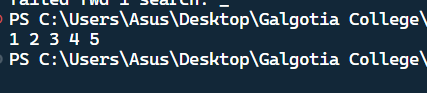 failed fwd i search: _
PS C:\Users\Asus\Desktop\Galgotia College\
1 2 3 4 5
PS C:\Users\Asus\Desktop\Galgotia College\